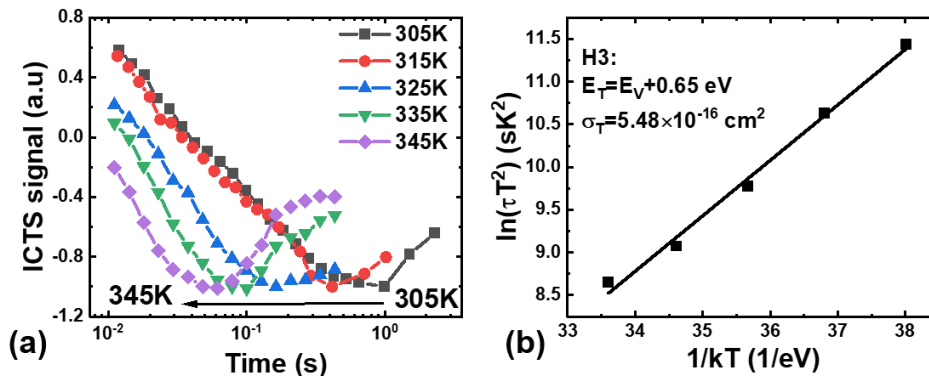 ICTS signal (a.u)
0.8
0.4
0.0
-0.4
-0.8
-1.2
305K
315K
325K
335K
345K
345K
305K
10⁻²
10⁻¹
10⁰
Time (s)
(a)
ln(τT²) (sK²)
11.5
11.0
10.5
10.0
9.5
9.0
8.5
H3:
E_T=E_V+0.65 eV
σ_T=5.48×10⁻¹⁶ cm²
33
34
35
36
37
38
1/kT (1/eV)
(b)